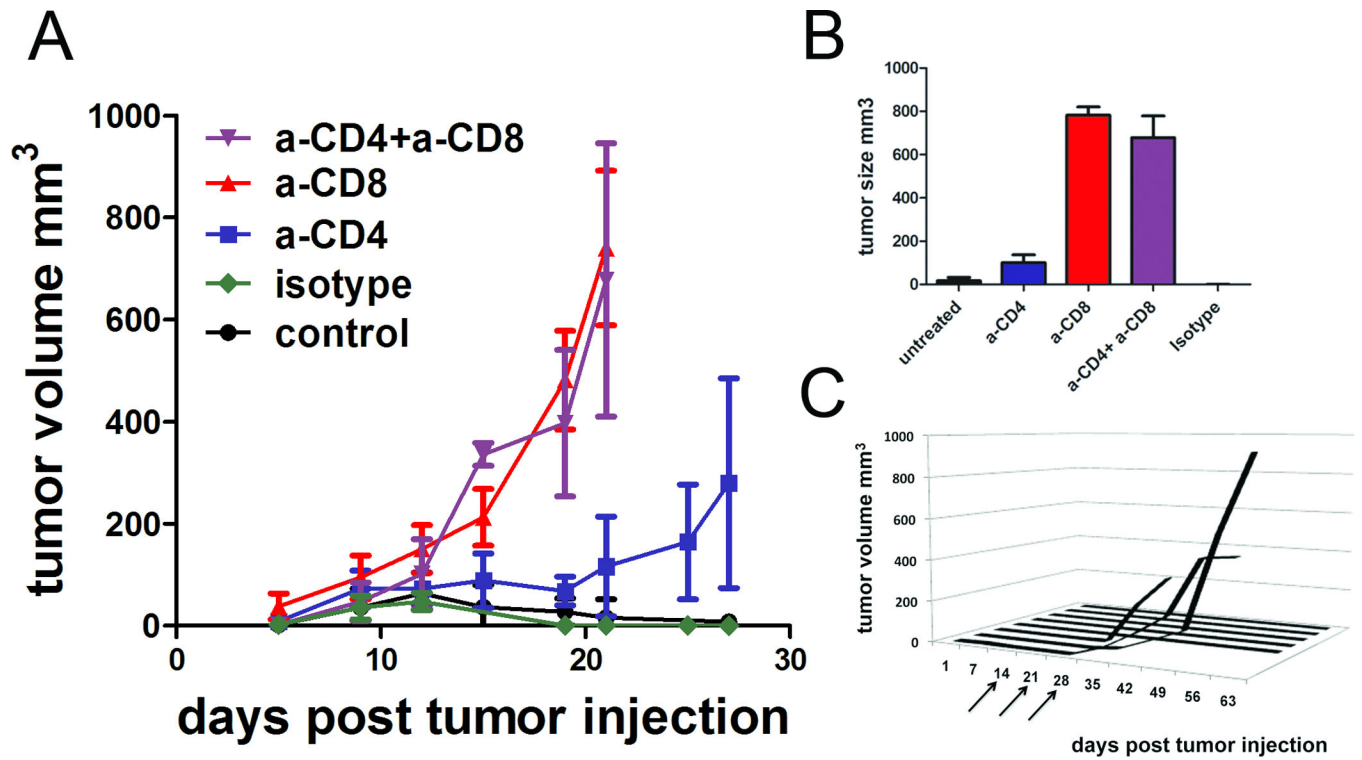 A
tumor volume mm³
1000
800
600
400
200
0
a-CD4+a-CD8
a-CD8
a-CD4
isotype
control
0
10
20
30
days post tumor injection
B
tumor size mm3
1000
800
600
400
200
0
untreated
a-CD4
a-CD8
a-CD4+ a-CD8
Isotype
C
tumor volume mm³
1000
800
600
400
200
0
1 7 14 21 28 35 42 49 56 63
days post tumor injection